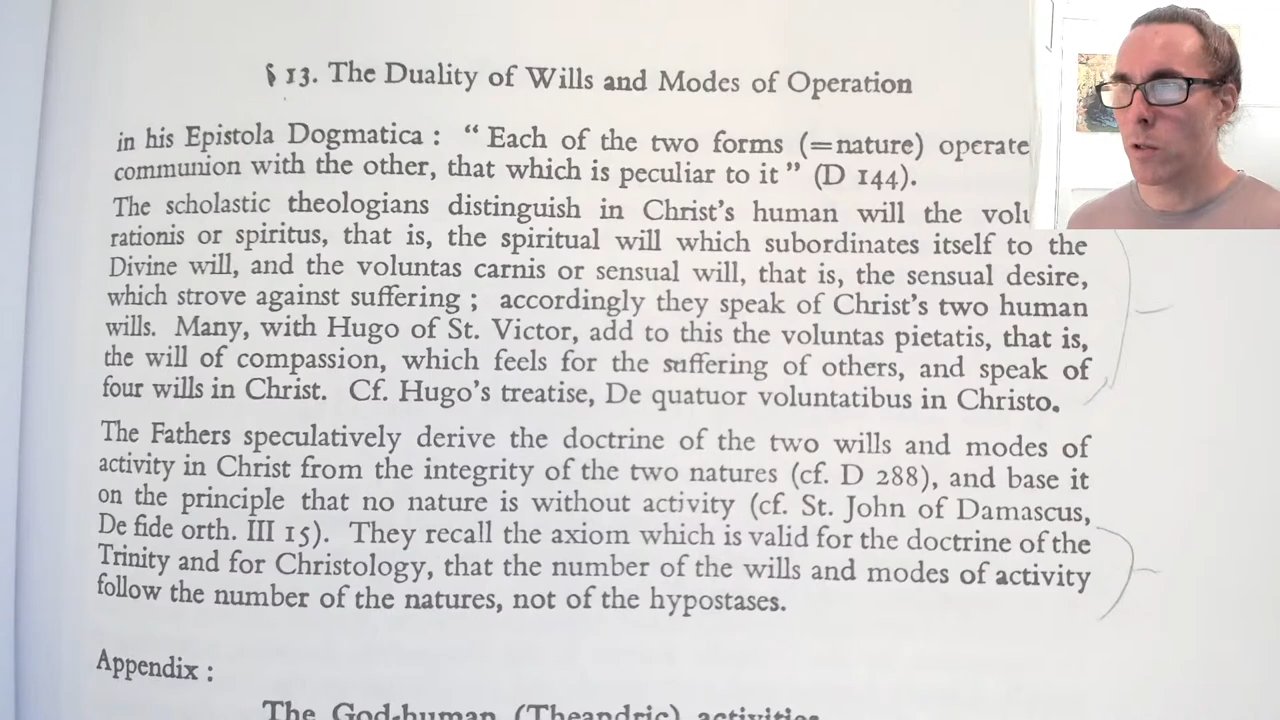 § 13. The Duality of Wills and Modes of Operation
in his Epistola Dogmatica : “ Each of the two forms (=nature) operate
communion with the other, that which is peculiar to it ” (D 144).
The scholastic theologians distinguish in Christ’s human will the
rationis or spiritus, that is, the spiritual will which subordinates itself to the
Divine will, and the voluntas carnis or sensual will, that is, the sensual desire,
which strove against suffering ; accordingly they speak of Christ’s two human
wills. Many, with Hugo of St. Victor, add to this the voluntas pietatis, that is,
the will of compassion, which feels for the suffering of others, and speak of
four wills in Christ. Cf. Hugo’s treatise, De quatuor voluntatibus in Christo.
The Fathers speculatively derive the doctrine of the two wills and modes of
activity in Christ from the integrity of the two natures (cf. D 288), and base it
on the principle that no nature is without activity (cf. St. John of Damascus,
De fide orth. III 15). They recall the axiom which is valid for the doctrine of the
Trinity and for Christology, that the number of the wills and modes of activity
follow the number of the natures, not of the hypostases.
Appendix :
The God-human (Theandric) activities